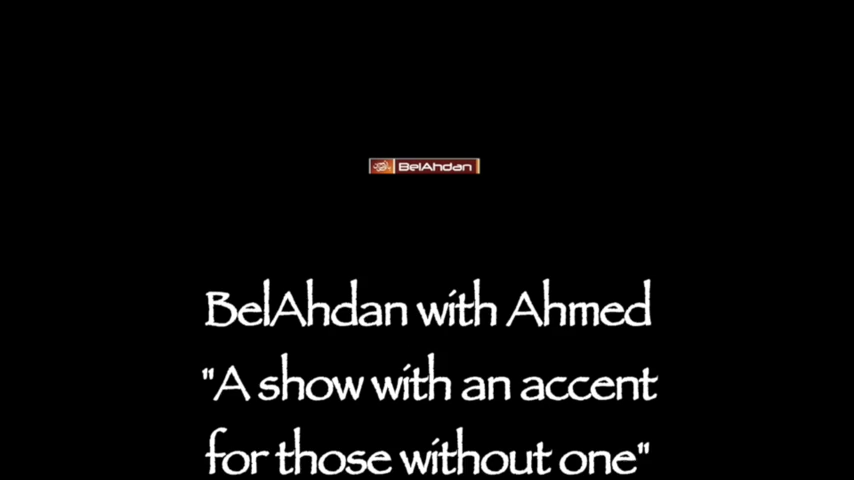 BelAhdan
BelAhdan with Ahmed
"A show with an accent
for those without one"